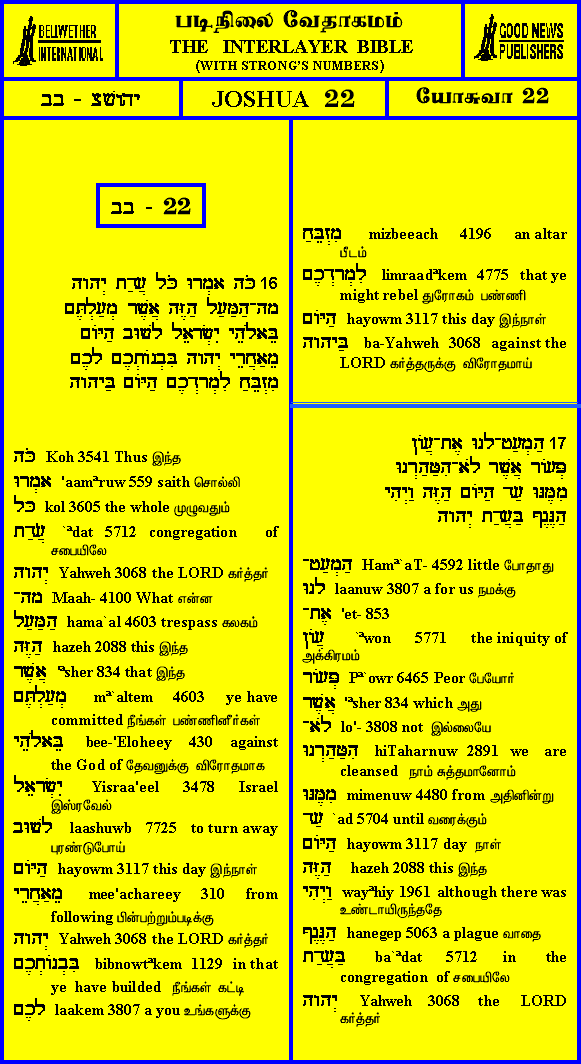 BELLWETHER
INTERNATIONAL
படிநிலை வேதாகமம்
THE INTERLAYER BIBLE
(WITH STRONG'S NUMBERS)
GOOD NEWS
PUBLISHERS
יהושע - בב
JOSHUA 22
யோசுவா 22
בב - 22
16 כֹּה אָמְרוּ כֹּל עֲדַת יְהוָה
מָה־הַמַּעַל הַזֶּה אֲשֶׁר מְעַלְתֶּם
בֵּאלֹהֵי יִשְׂרָאֵל לָשׁוּב הַיּוֹם
מֵאַחֲרֵי יְהוָה בִּבְנוֹתְכֶם לָכֶם
מִזְבֵּחַ לִמְרָדְכֶם הַיּוֹם בַּיהוָה
כֹּה Koh 3541 Thus இந்த
אָמְרוּ 'aamªruw 559 saith சொல்லி
כֹּל kol 3605 the whole முழுவதும்
עֲדַת `ªdat 5712 congregation of
சபையிலே
יְהוָה Yahweh 3068 the LORD கர்த்தர்
מָה־ Maah- 4100 What என்ன
הַמַּעַל hama`al 4603 trespass கலகம்
הַזֶּה hazeh 2088 this இந்த
אֲשֶׁר ªsher 834 that இந்த
מְעַלְתֶּם mª`altem 4603 ye have
committed நீங்கள் பண்ணினீர்கள்
בֵּאלֹהֵי bee-'Eloheey 430 against
the God of தேவனுக்கு விரோதமாக
יִשְׂרָאֵל Yisraa'eel 3478 Israel
இஸ்ரவேல்
לָשׁוּב laashuwb 7725 to turn away
புரண்டுபோய்
הַיּוֹם hayowm 3117 this day இந்நாள்
מֵאַחֲרֵי mee'achareey 310 from
following பின்பற்றும்படிக்கு
יְהוָה Yahweh 3068 the LORD கர்த்தர்
בִּבְנוֹתְכֶם bibnowtªkem 1129 in that
ye have builded நீங்கள் கட்டி
לָכֶם laakem 3807 a you உங்களுக்கு
מִזְבֵּחַ mizbeeach 4196 an altar
பீடம்
לִמְרָדְכֶם limraadªkem 4775 that ye
might rebel துரோகம் பண்ணி
הַיּוֹם hayowm 3117 this day இந்நாள்
בַּיהוָה ba-Yahweh 3068 against the
LORD கர்த்தருக்கு விரோதமாய்
17 הַמְעַט־לָנוּ אֶת־עֲוֹן
פְּעוֹר אֲשֶׁר לֹא־הִטַּהַרְנוּ
מִמֶּנּוּ עַד הַיּוֹם הַזֶּה וַיְהִי
הַנֶּגֶף בַּעֲדַת יְהוָה
הַמְעַט־ Hamª`aT- 4592 little போதாது
לָנוּ laanuw 3807 a for us நமக்கு
אֶת־ 'et- 853
עֲוֹן `ªwon 5771 the iniquity of
அக்கிரமம்
פְּעוֹר Pª`owr 6465 Peor பேயோர்
אֲשֶׁר 'ªsher 834 which அது
לֹא־ lo'- 3808 not இல்லையே
הִטַּהַרְנוּ hiTaharnuw 2891 we are
cleansed நாம் சுத்தமானோம்
מִמֶּנּוּ mimenuw 4480 from அதினின்று
עַד `ad 5704 until வரைக்கும்
הַיּוֹם hayowm 3117 day நாள்
הַזֶּה hazeh 2088 this இந்த
וַיְהִי wayªhiy 1961 although there was
உண்டாயிருந்ததே
הַנֶּגֶף hanegep 5063 a plague வாதை
בַּעֲדַת ba`ªdat 5712 in the
congregation of சபையிலே
יְהוָה Yahweh 3068 the LORD
கர்த்தர்